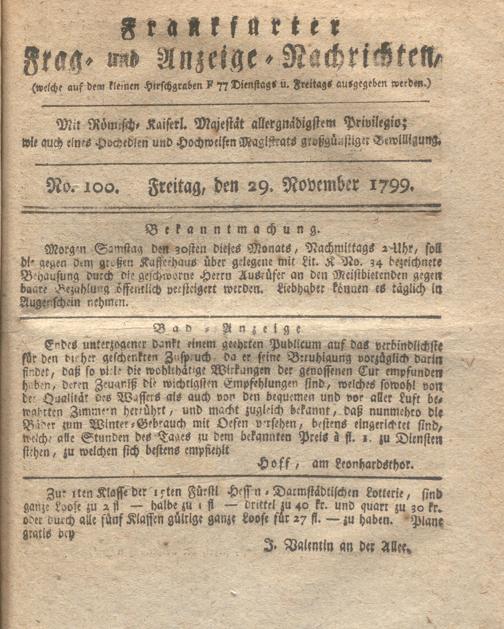 Frankfurter
Frag- und Anzeige-Nachrichten,
(welche auf dem kleinen Hirschgraben F 77 Dienstags u. Freitags ausgegeben werden.)
Mit Römisch-Kaiserl. Majestät allergnädigstem Privilegio;
wie auch eines Hochedlen und Hochweisen Magistrats großgünstiger Bewilligung.
No. 100. Freitag, den 29. November 1799.
Bekanntmachung.
Morgen Samstag den 30sten dieses Monats, Nachmittags 2 Uhr, soll
die gegen dem großen Kaffeehaus über gelegene mit Lit. K No. 34 bezeichnete
Behausung durch die geschworne Herrn Ausrüfer an den Meistbietenden gegen
baare Bezahlung öffentlich versteigert werden. Liebhaber können es täglich in
Augenschein nehmen.
Bad-Anzeige
Endes unterzogener dankt einem geehrten Publicum auf das verbindlichste
für den bisher geschenkten Zuspruch, da er seine Beruhigung vorzüglich darin
findet, daß so viele die wohlthätige Wirkungen der genossenen Cur empfunden
haben, deren Zeugniß die wichtigsten Empfehlungen sind, welches sowohl von
der Qualität des Wassers als auch von den bequemen und vor aller Luft be-
wahrten Zimmern herrührt, und macht zugleich bekannt, daß nunmehro die
Bäder zum Winter-Gebrauch mit Oefen versehen, bestens eingerichtet sind,
welche alle Stunden des Tages zu dem bekannten Preis à fl. 1. zu Diensten
stehen, zu welchen sich bestens empfiehlt
Hoff, am Leonhardsthor.
Zur 1ten Klasse der 15ten Fürstl Hessen-Darmstädtischen Lotterie, sind
ganze Loose zu 2 fl — halbe zu 1 fl — drittel zu 40 kr. und quart zu 30 kr.
oder durch alle fünf Klassen gültige ganze Loose für 27 fl. — zu haben. Plane
gratis bey
J. Valentin an der Allee.